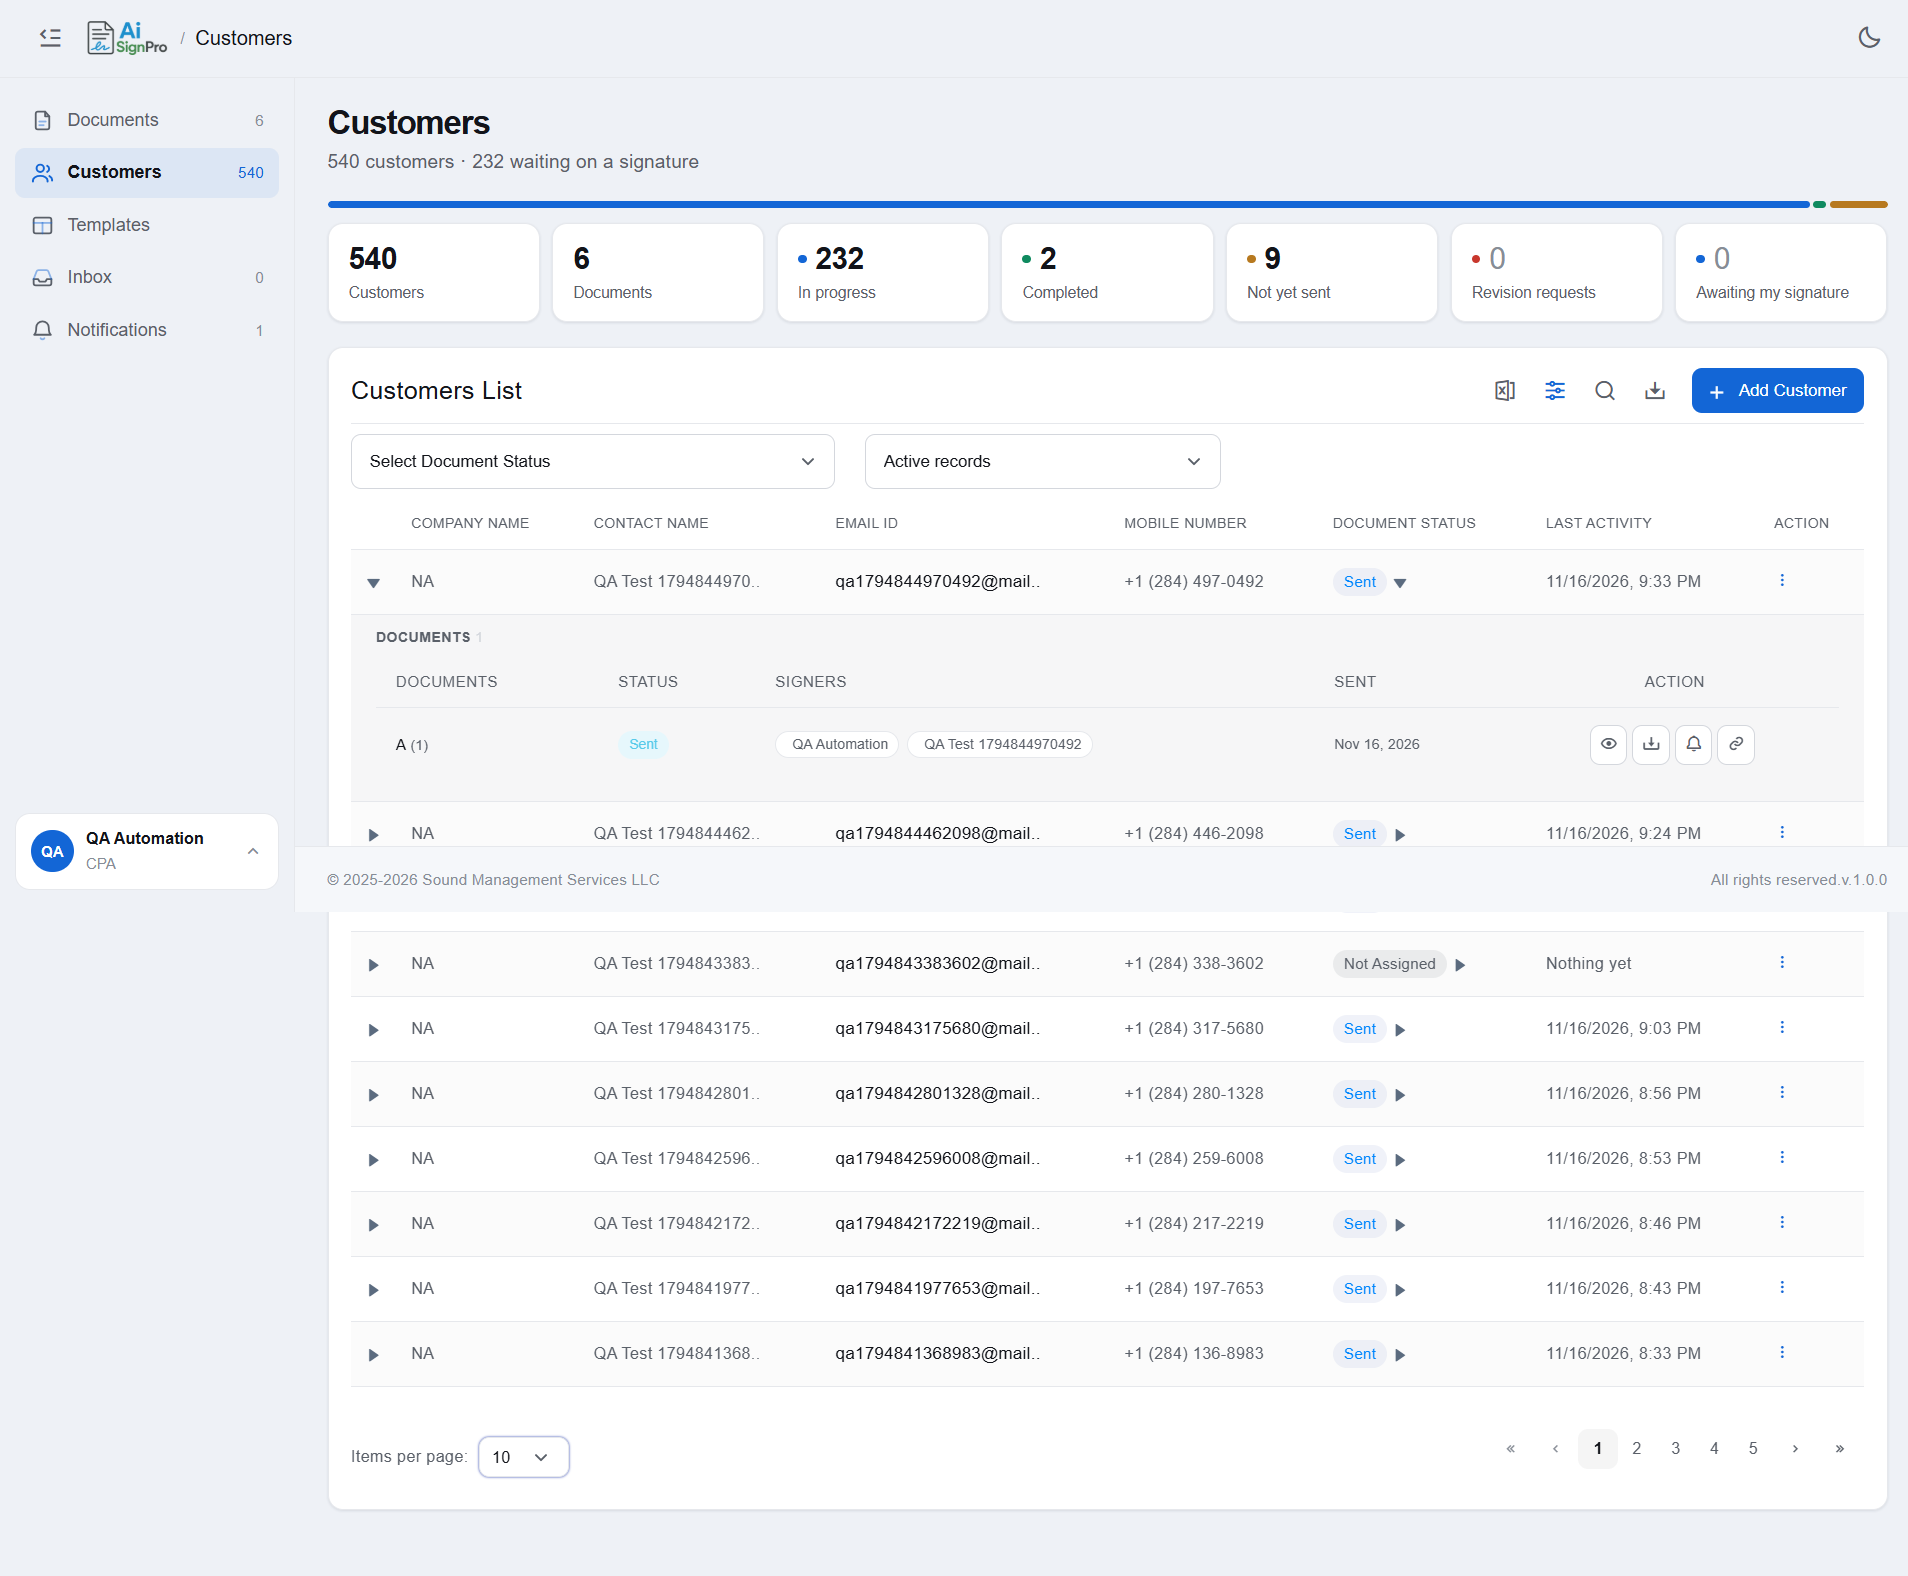 Ai SignPro / Customers
Documents 6
Customers 540
Templates
Inbox 0
Notifications 1
QA QA Automation
CPA
Customers
540 customers · 232 waiting on a signature
540 Customers
6 Documents
232 In progress
2 Completed
9 Not yet sent
0 Revision requests
0 Awaiting my signature
Customers List
+ Add Customer
Select Document Status
Active records
COMPANY NAME CONTACT NAME EMAIL ID MOBILE NUMBER DOCUMENT STATUS LAST ACTIVITY ACTION
NA QA Test 1794844970.. qa1794844970492@mail.. +1 (284) 497-0492 Sent 11/16/2026, 9:33 PM
DOCUMENTS 1
DOCUMENTS STATUS SIGNERS SENT ACTION
A (1) Sent QA Automation QA Test 1794844970492 Nov 16, 2026
NA QA Test 1794844462.. qa1794844462098@mail.. +1 (284) 446-2098 Sent 11/16/2026, 9:24 PM
© 2025-2026 Sound Management Services LLC All rights reserved.v.1.0.0
NA QA Test 1794843383.. qa1794843383602@mail.. +1 (284) 338-3602 Not Assigned Nothing yet
NA QA Test 1794843175.. qa1794843175680@mail.. +1 (284) 317-5680 Sent 11/16/2026, 9:03 PM
NA QA Test 1794842801.. qa1794842801328@mail.. +1 (284) 280-1328 Sent 11/16/2026, 8:56 PM
NA QA Test 1794842596.. qa1794842596008@mail.. +1 (284) 259-6008 Sent 11/16/2026, 8:53 PM
NA QA Test 1794842172.. qa1794842172219@mail.. +1 (284) 217-2219 Sent 11/16/2026, 8:46 PM
NA QA Test 1794841977.. qa1794841977653@mail.. +1 (284) 197-7653 Sent 11/16/2026, 8:43 PM
NA QA Test 1794841368.. qa1794841368983@mail.. +1 (284) 136-8983 Sent 11/16/2026, 8:33 PM
Items per page: 10
« ‹ 1 2 3 4 5 › »